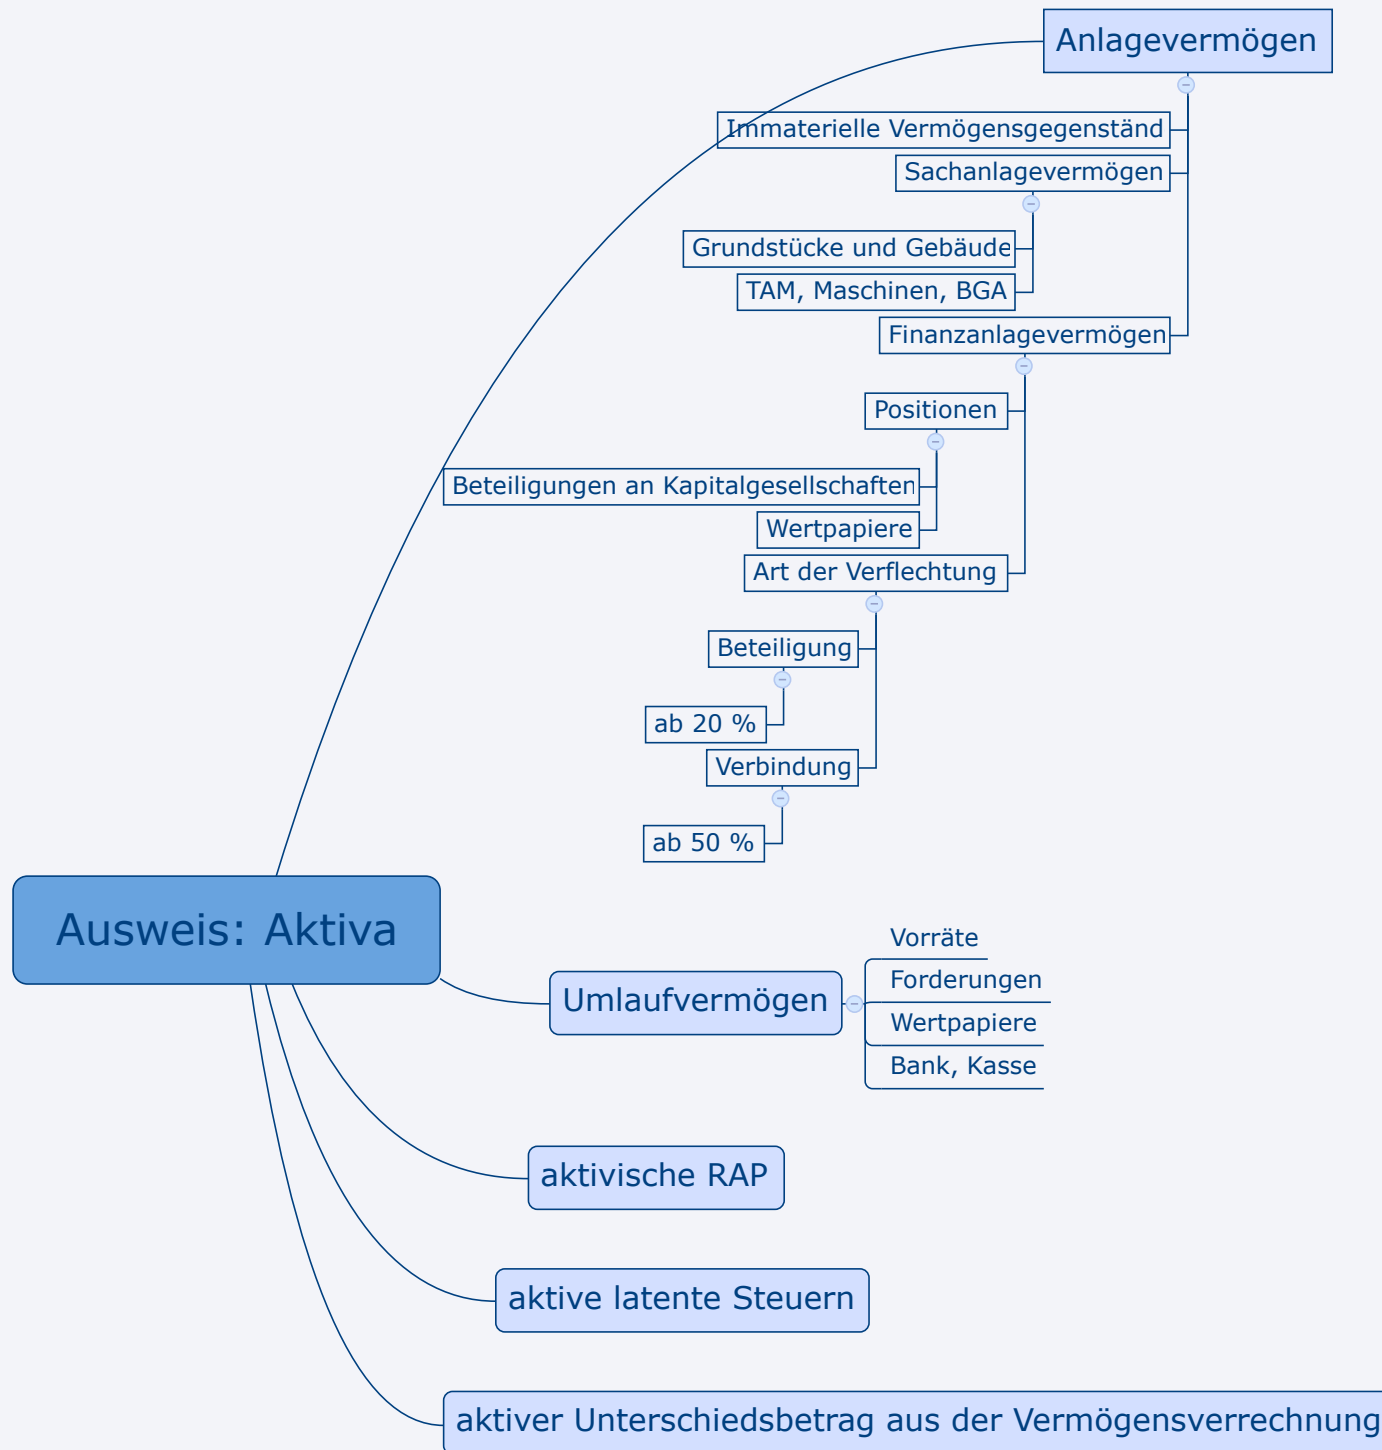 Anlagevermögen
Immaterielle Vermögensgegenständ
Sachanlagevermögen
Grundstücke und Gebäude
TAM, Maschinen, BGA
Finanzanlagevermögen
Positionen
Beteiligungen an Kapitalgesellschaften
Wertpapiere
Art der Verflechtung
Beteiligung
ab 20 %
Verbindung
ab 50 %
Ausweis: Aktiva
Umlaufvermögen
Vorräte
Forderungen
Wertpapiere
Bank, Kasse
aktivische RAP
aktive latente Steuern
aktiver Unterschiedsbetrag aus der Vermögensverrechnung